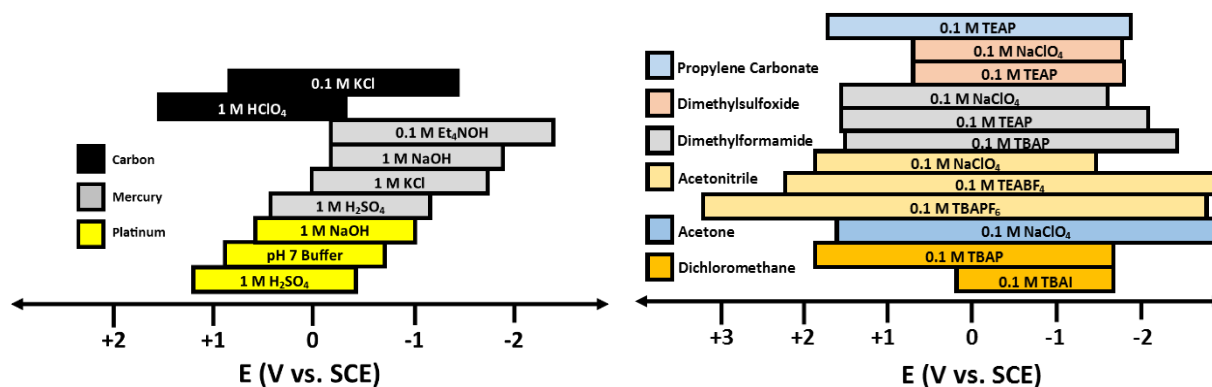 0.1 M KCl
1 M HClO₄
0.1 M Et₄NOH
1 M NaOH
1 M KCl
1 M H₂SO₄
1 M NaOH
pH 7 Buffer
1 M H₂SO₄
Carbon
Mercury
Platinum
+2 +1 0 -1 -2
E (V vs. SCE)
0.1 M TEAP
0.1 M NaClO₄
0.1 M TEAP
0.1 M NaClO₄
0.1 M TEAP
0.1 M TBAP
0.1 M NaClO₄
0.1 M TEABF₄
0.1 M TBAPF₆
0.1 M NaClO₄
0.1 M TBAP
0.1 M TBAI
Propylene Carbonate
Dimethylsulfoxide
Dimethylformamide
Acetonitrile
Acetone
Dichloromethane
+3 +2 +1 0 -1 -2
E (V vs. SCE)